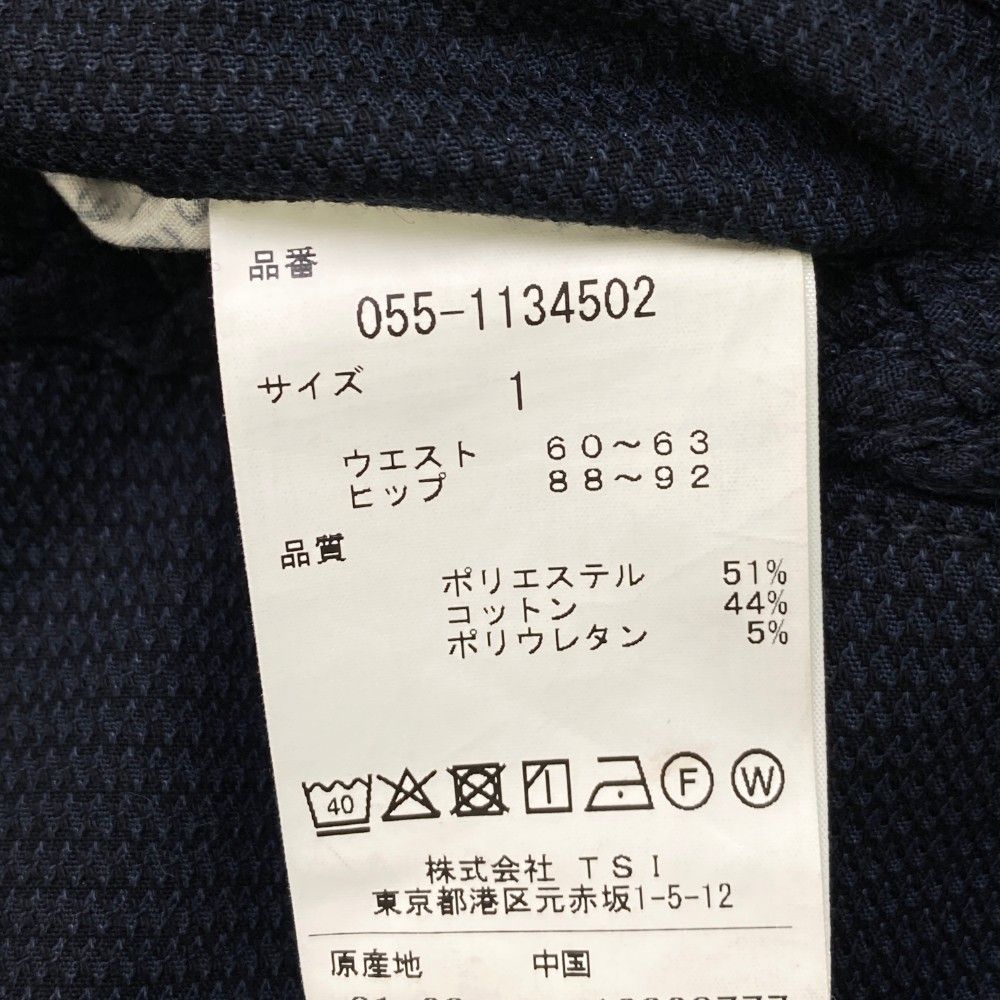 品番
055-1134502
サイズ 1
ウエスト 60～63
ヒップ 88～92
品質
ポリエステル 51%
コットン 44%
ポリウレタン 5%
40 F W
株式会社 TSI
東京都港区元赤坂1-5-12
原産地 中国